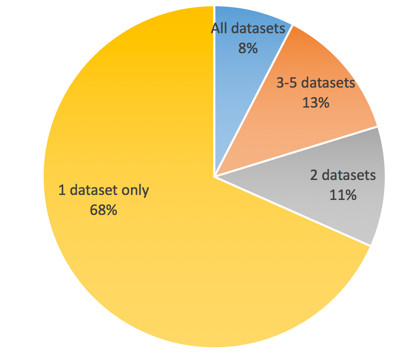 All datasets
8%
3-5 datasets
13%
2 datasets
11%
1 dataset only
68%